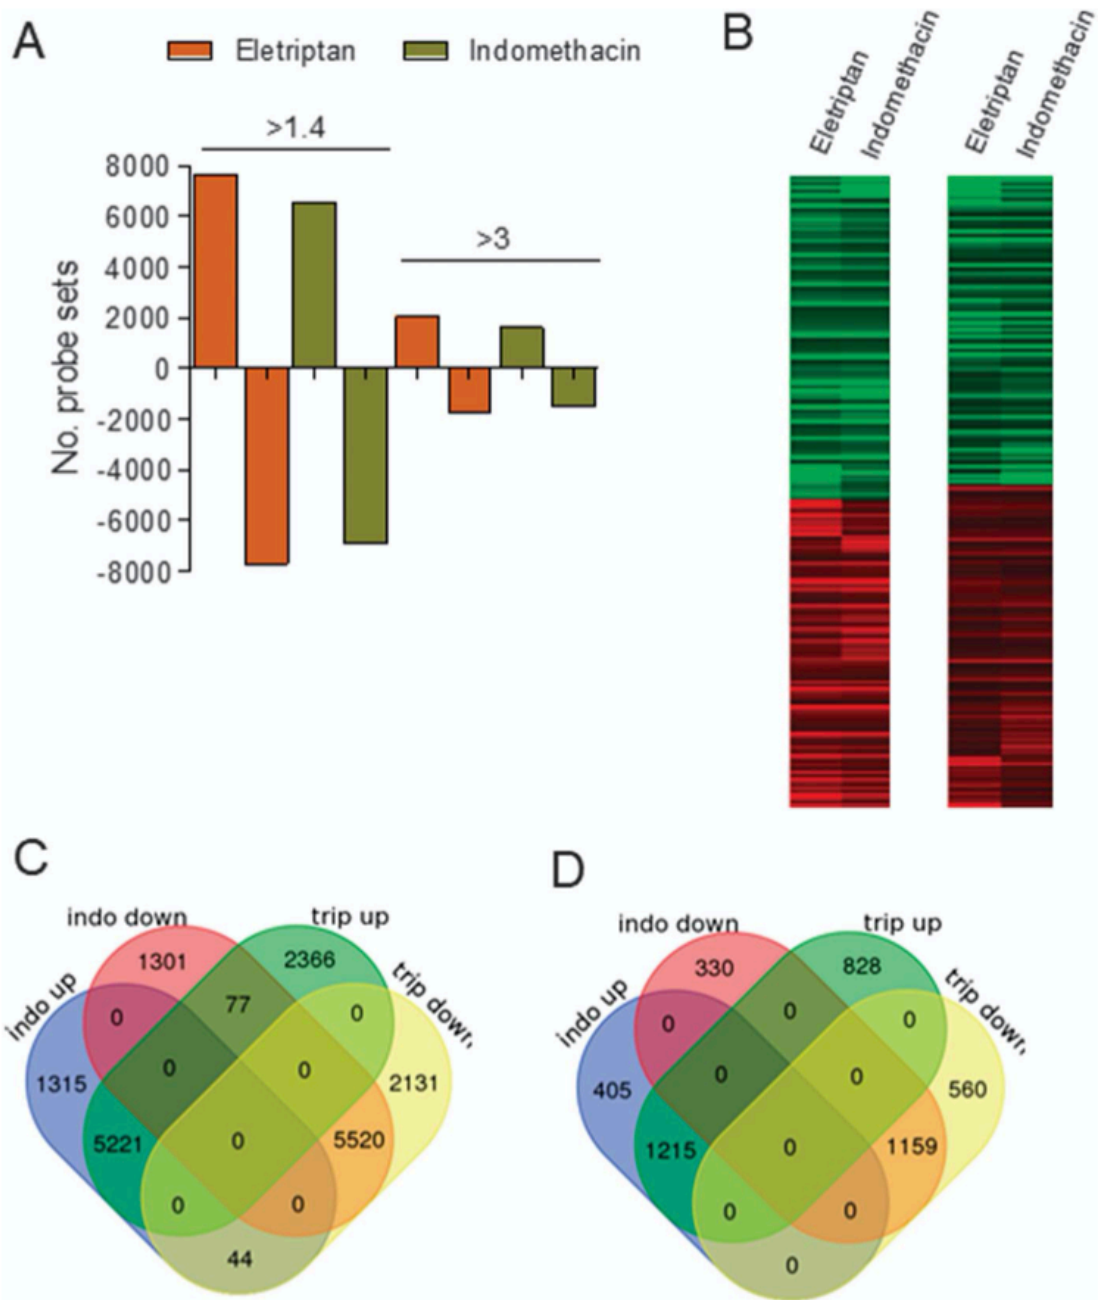 A
Eletriptan
Indomethacin
>1.4
>3
No. probe sets
8000
6000
4000
2000
0
-2000
-4000
-6000
-8000
B
Eletriptan
Indomethacin
Eletriptan
Indomethacin
C
indo up
indo down
trip up
trip down
1301
2366
77
0
0
0
0
1315
2131
5221
0
5520
0
0
44
D
indo up
indo down
trip up
trip down
330
828
0
0
0
0
0
405
560
1215
0
1159
0
0
0